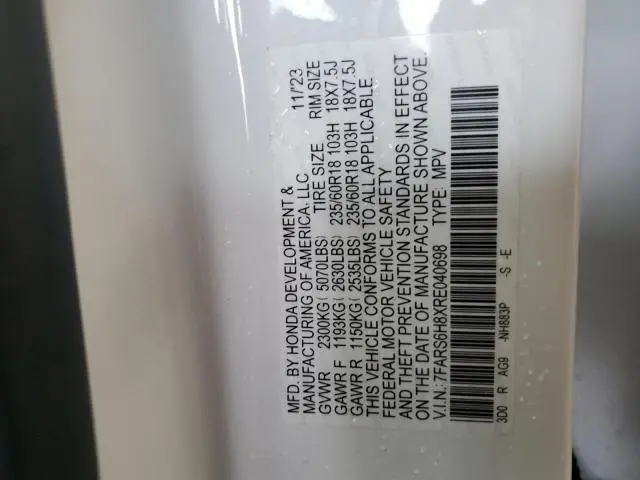 MFD. BY HONDA DEVELOPMENT & 11/'23
MANUFACTURING OF AMERICA, LLC
GVWR 2300KG( 5070LBS) TIRE SIZE RIM SIZE
GAWR F 1193KG( 2630LBS) 235/60R18 103H 18X7.5J
GAWR R 1150KG( 2535LBS) 235/60R18 103H 18X7.5J
THIS VEHICLE CONFORMS TO ALL APPLICABLE
FEDERAL MOTOR VEHICLE SAFETY
AND THEFT PREVENTION STANDARDS IN EFFECT
ON THE DATE OF MANUFACTURE SHOWN ABOVE.
V.I.N.: 7FARS6H8XRE040698 TYPE: MPV
3D0 R AG9 -NH883P -S -E